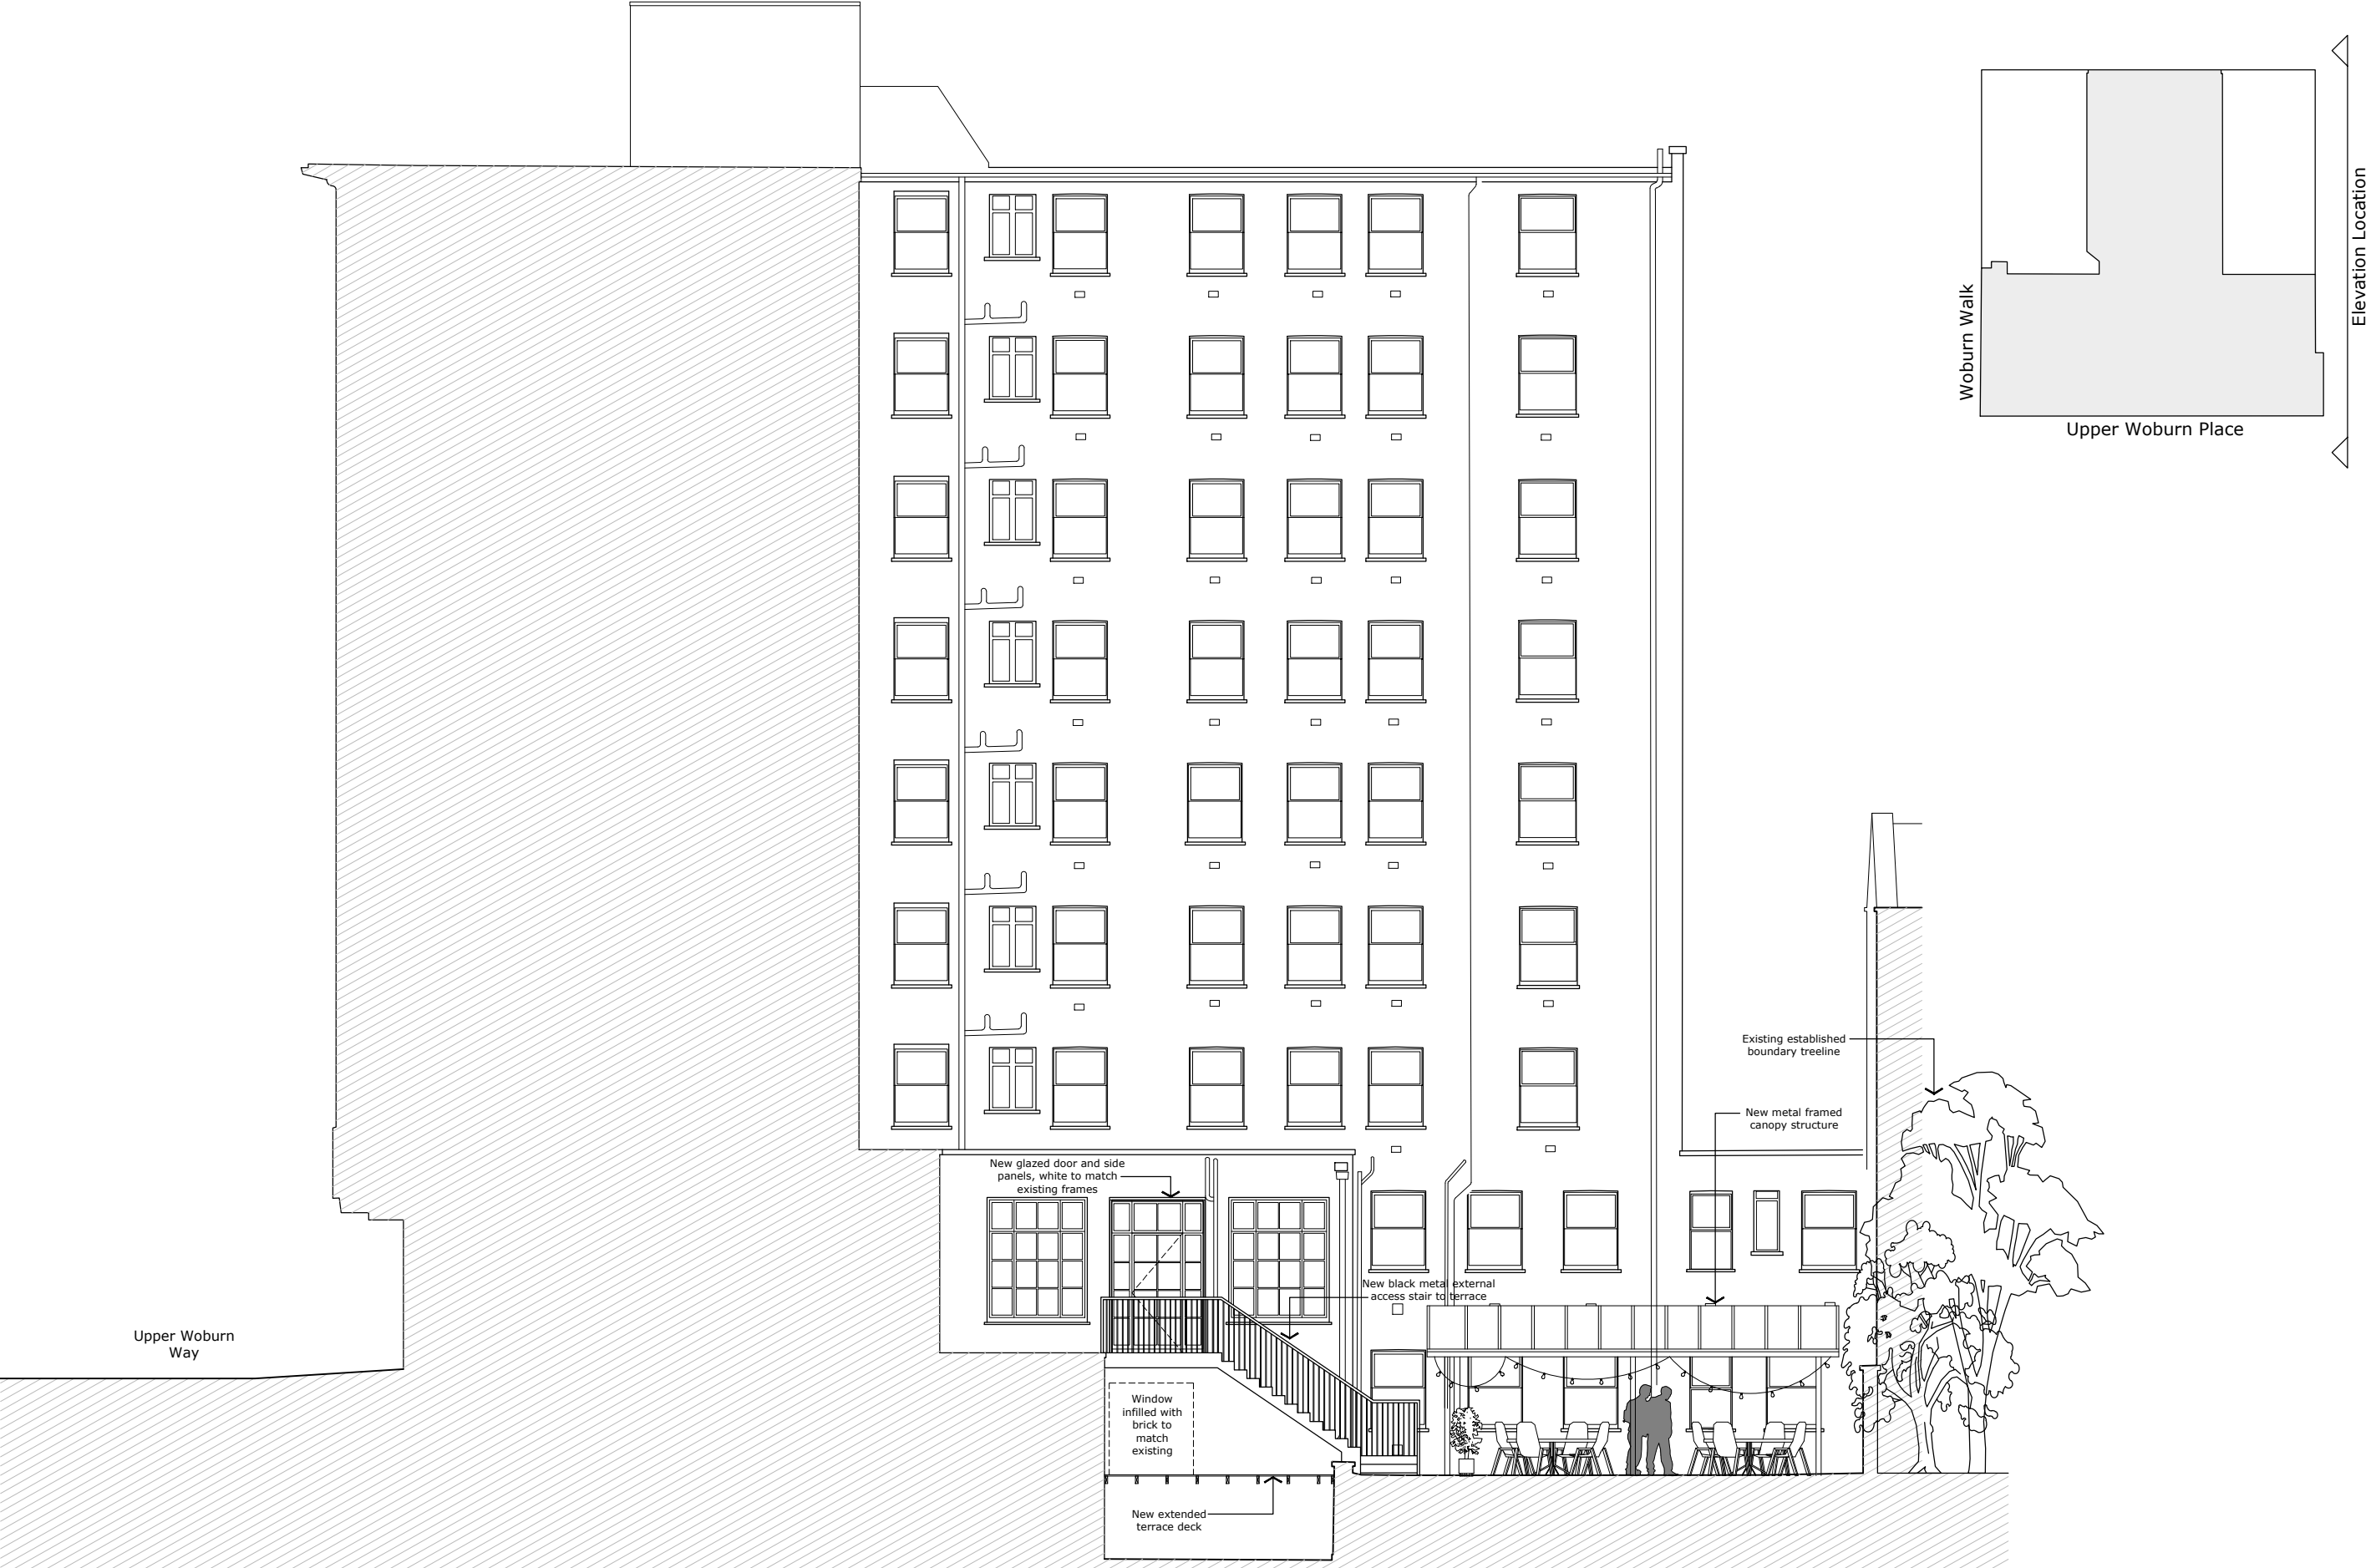 Elevation Location
Woburn Walk
Upper Woburn Place
Existing established
boundary treeline
New metal framed
canopy structure
New glazed door and side
panels, white to match
existing frames
New black metal external
access stair to terrace
Upper Woburn
Way
Window
infilled with
brick to
match
existing
New extended
terrace deck